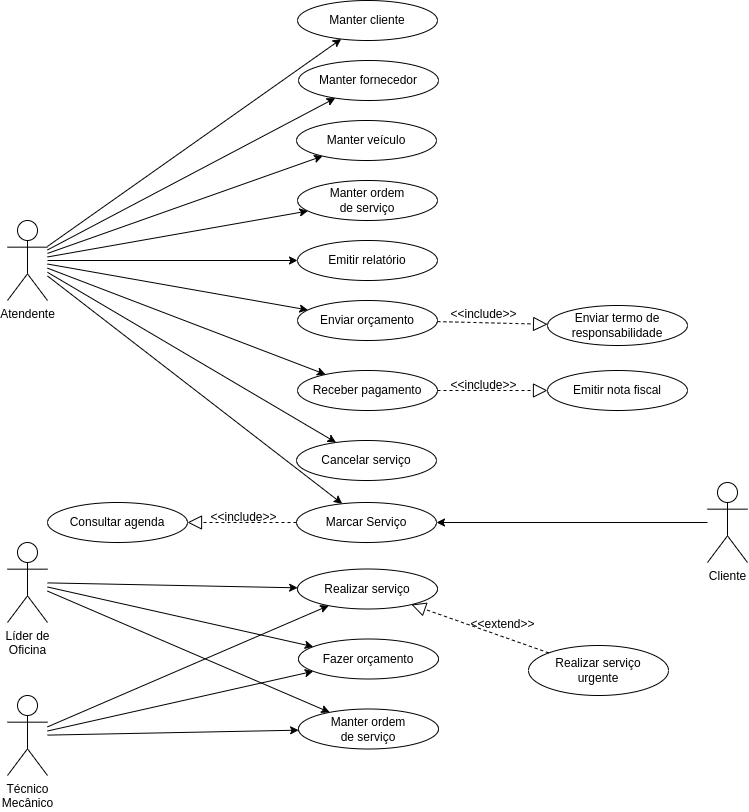 Manter cliente
Manter fornecedor
Manter veículo
Manter ordem
de serviço
Atendente
Emitir relatório
Enviar orçamento
<<include>>
Enviar termo de
responsabilidade
Receber pagamento
<<include>>
Emitir nota fiscal
Cancelar serviço
Consultar agenda
<<include>>
Marcar Serviço
Cliente
Líder de
Oficina
Realizar serviço
<<extend>>
Realizar serviço
urgente
Fazer orçamento
Manter ordem
de serviço
Técnico
Mecânico